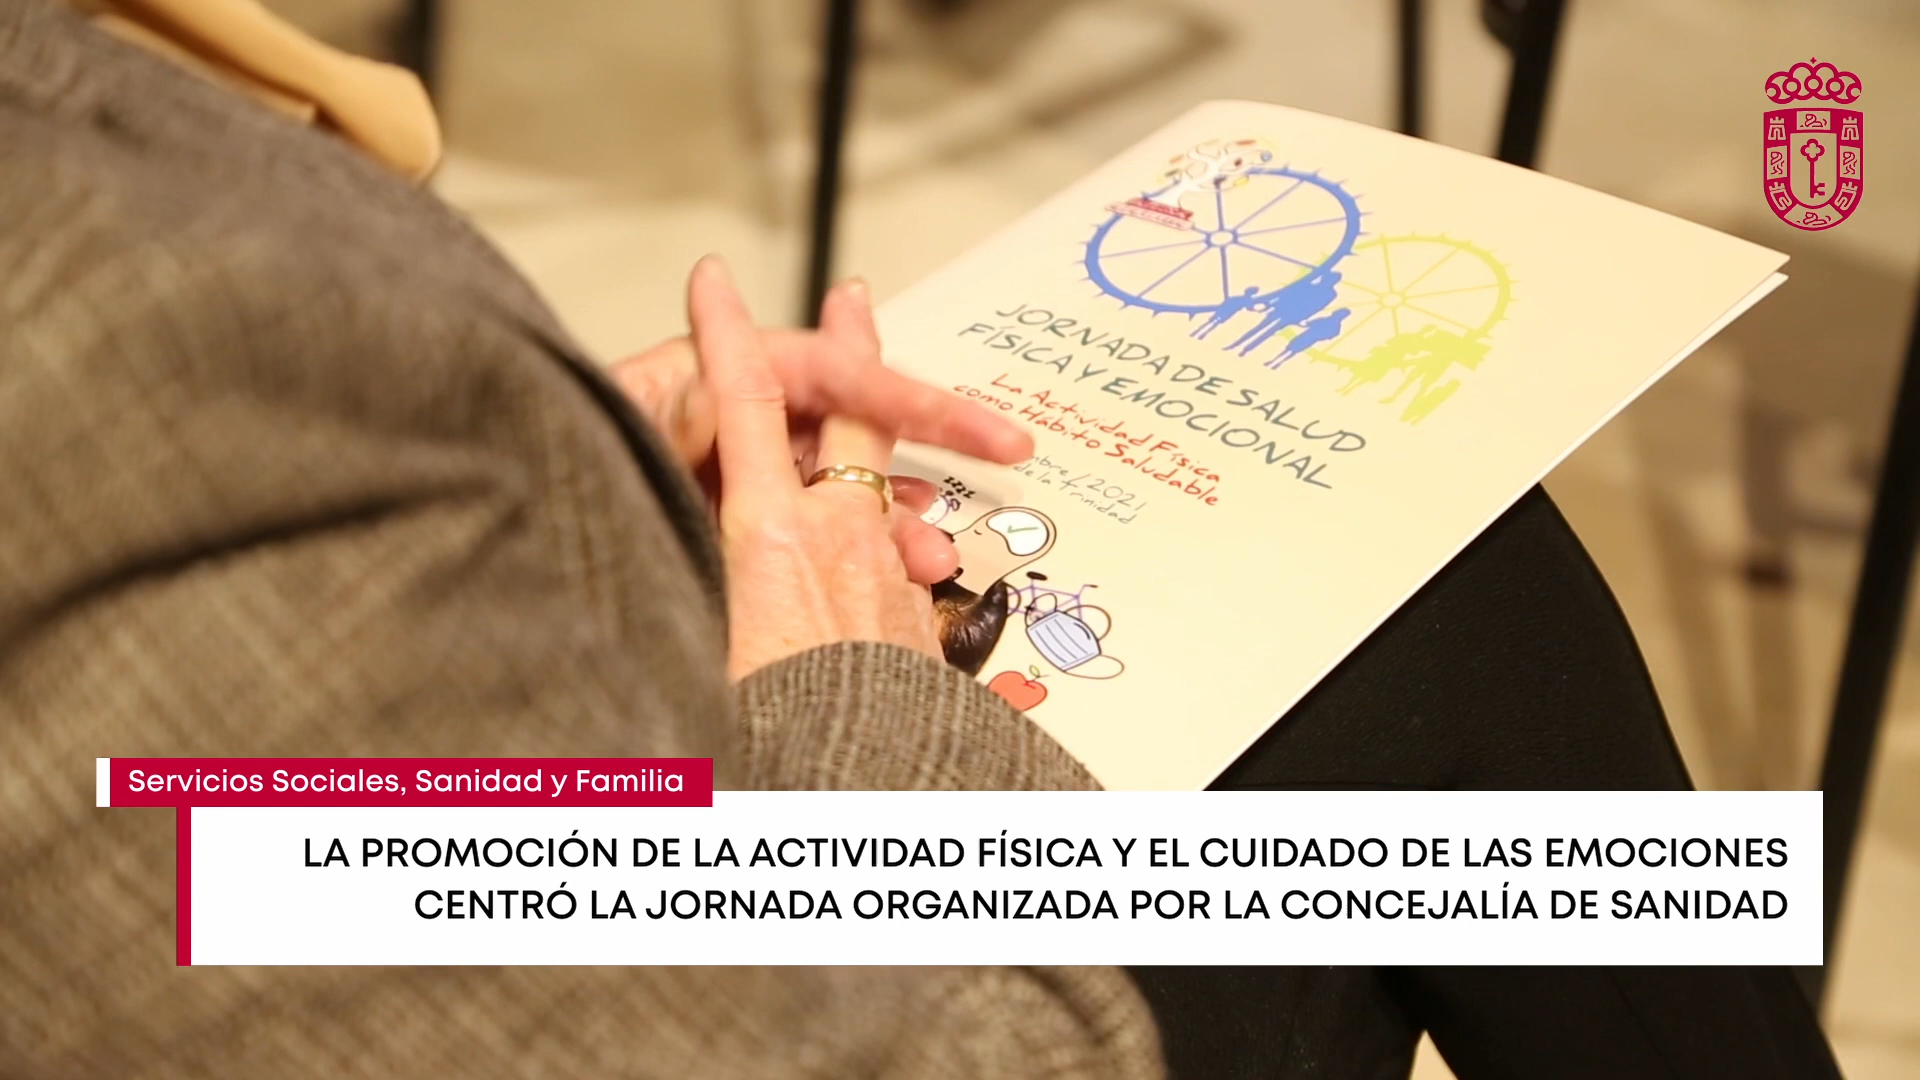 JORNADA DE SALUD
FÍSICA Y EMOCIONAL
La Actividad Física
como Hábito Saludable
/2021
de la Trinidad
zzzz
Servicios Sociales, Sanidad y Familia
LA PROMOCIÓN DE LA ACTIVIDAD FÍSICA Y EL CUIDADO DE LAS EMOCIONES
CENTRÓ LA JORNADA ORGANIZADA POR LA CONCEJALÍA DE SANIDAD